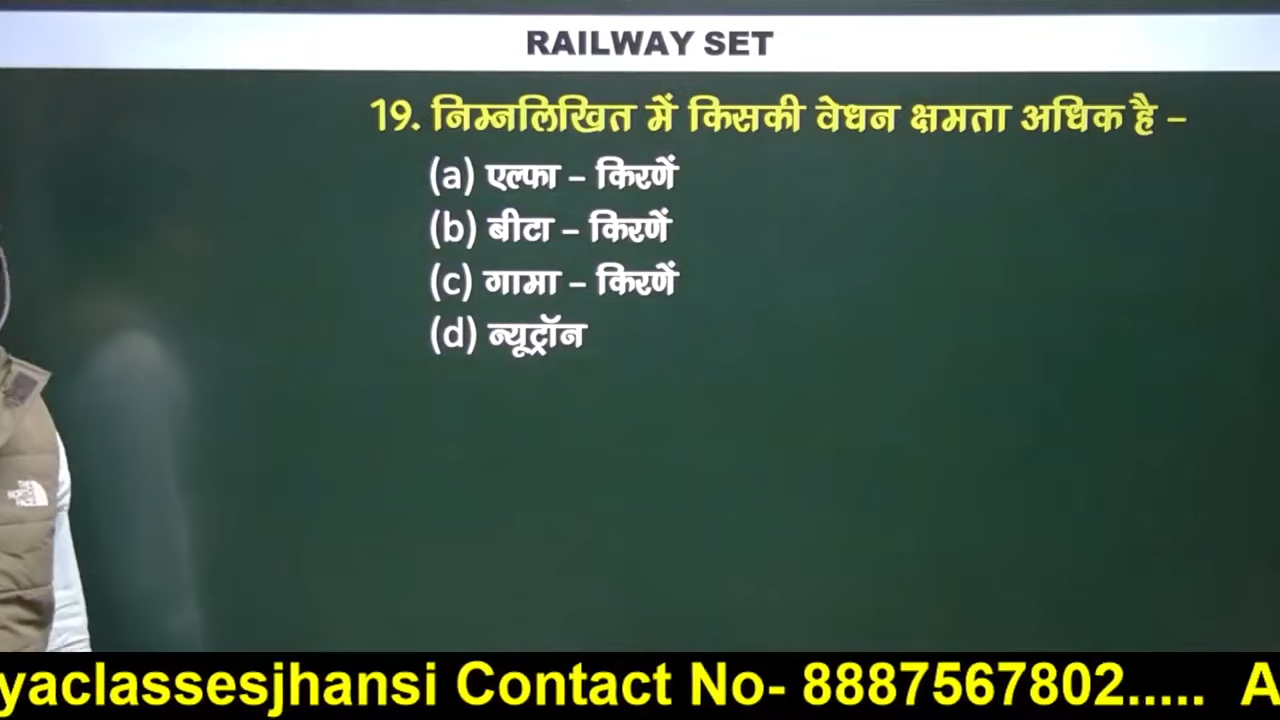 RAILWAY SET
19. निम्नलिखित में किसकी वेधन क्षमता अधिक है –
(a) एल्फा – किरणें
(b) बीटा – किरणें
(c) गामा – किरणें
(d) न्यूट्रॉन
yaclassesjhansi Contact No- 8887567802..... A